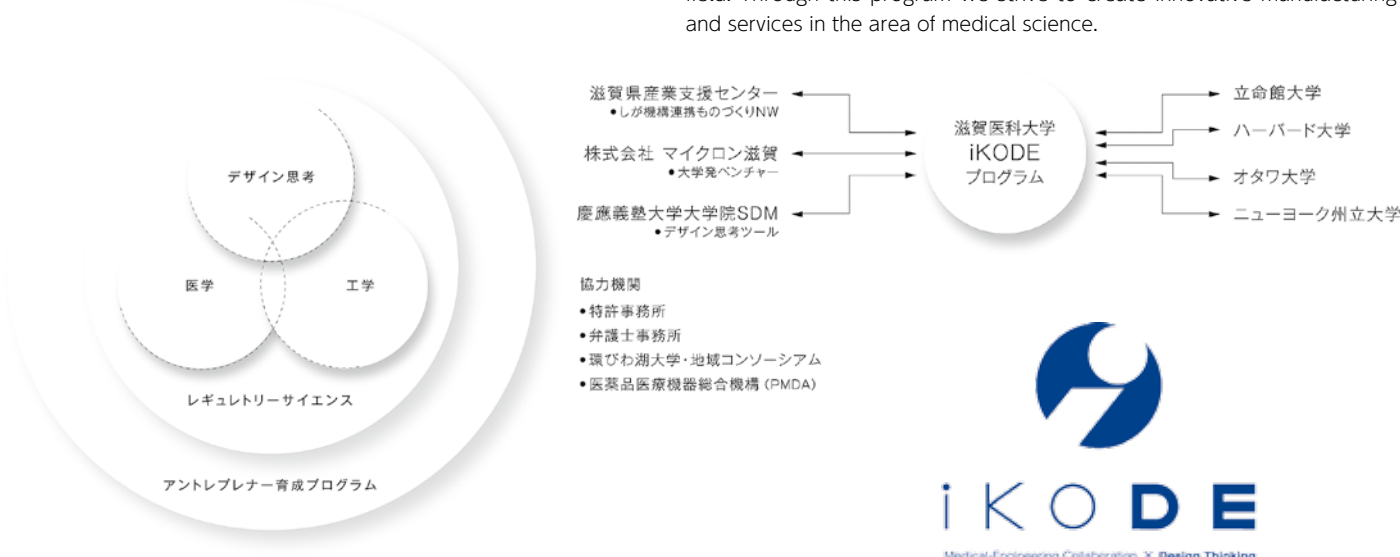 field. Through this program we strive to create innovative manufacturing
and services in the area of medical science.
デザイン思考
医学
工学
レギュレトリーサイエンス
アントレプレナー育成プログラム
滋賀県産業支援センター
•しが機構連携ものづくりNW
株式会社 マイクロン滋賀
•大学発ベンチャー
慶應義塾大学大学院SDM
•デザイン思考ツール
滋賀医科大学
iKODE
プログラム
立命館大学
ハーバード大学
オタワ大学
ニューヨーク州立大学
協力機関
•特許事務所
•弁護士事務所
•環びわ湖大学・地域コンソーシアム
•医薬品医療機器総合機構（PMDA）
iKODE
Medical-Engineering Collaboration X Design Thinking